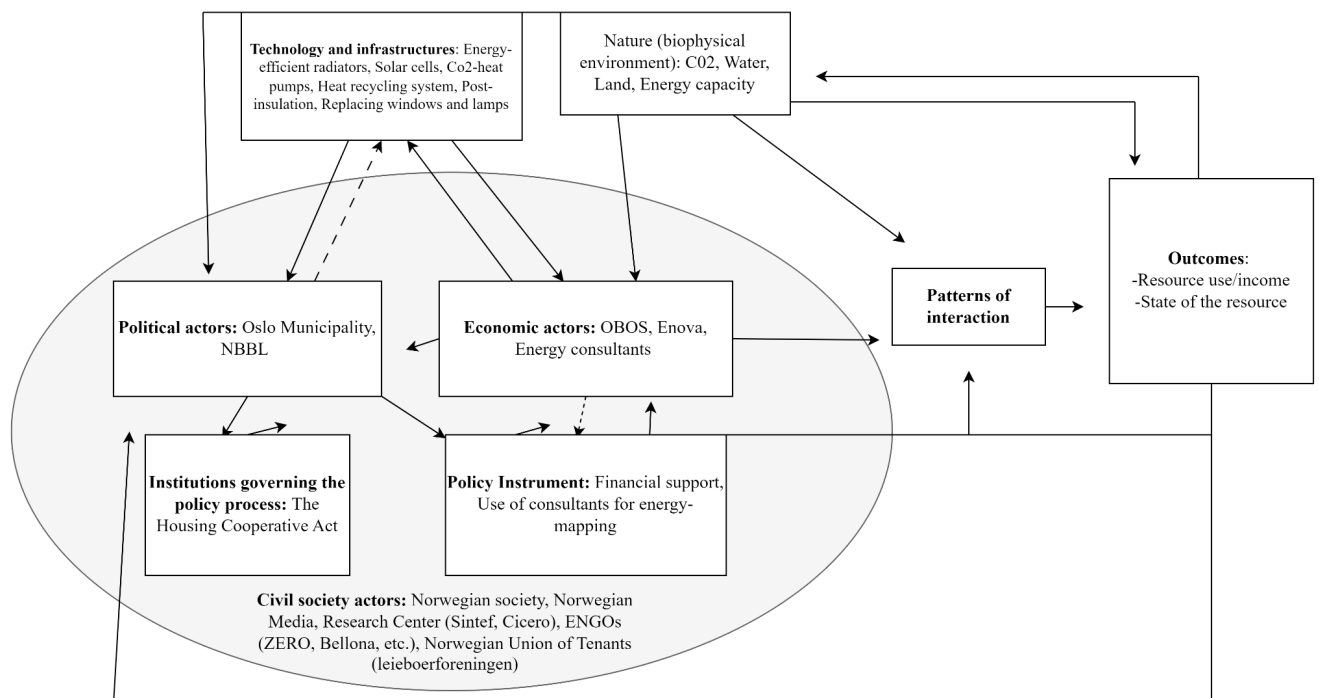 Technology and infrastructures: Energy-
efficient radiators, Solar cells, Co2-heat
pumps, Heat recycling system, Post-
insulation, Replacing windows and lamps
Nature (biophysical
environment): C02, Water,
Land, Energy capacity
Political actors: Oslo Municipality,
NBBL
Economic actors: OBOS, Enova,
Energy consultants
Patterns of
interaction
Outcomes:
-Resource use/income
-State of the resource
Institutions governing the
policy process: The
Housing Cooperative Act
Policy Instrument: Financial support,
Use of consultants for energy-
mapping
Civil society actors: Norwegian society, Norwegian
Media, Research Center (Sintef, Cicero), ENGOs
(ZERO, Bellona, etc.), Norwegian Union of Tenants
(leieboerforeningen)